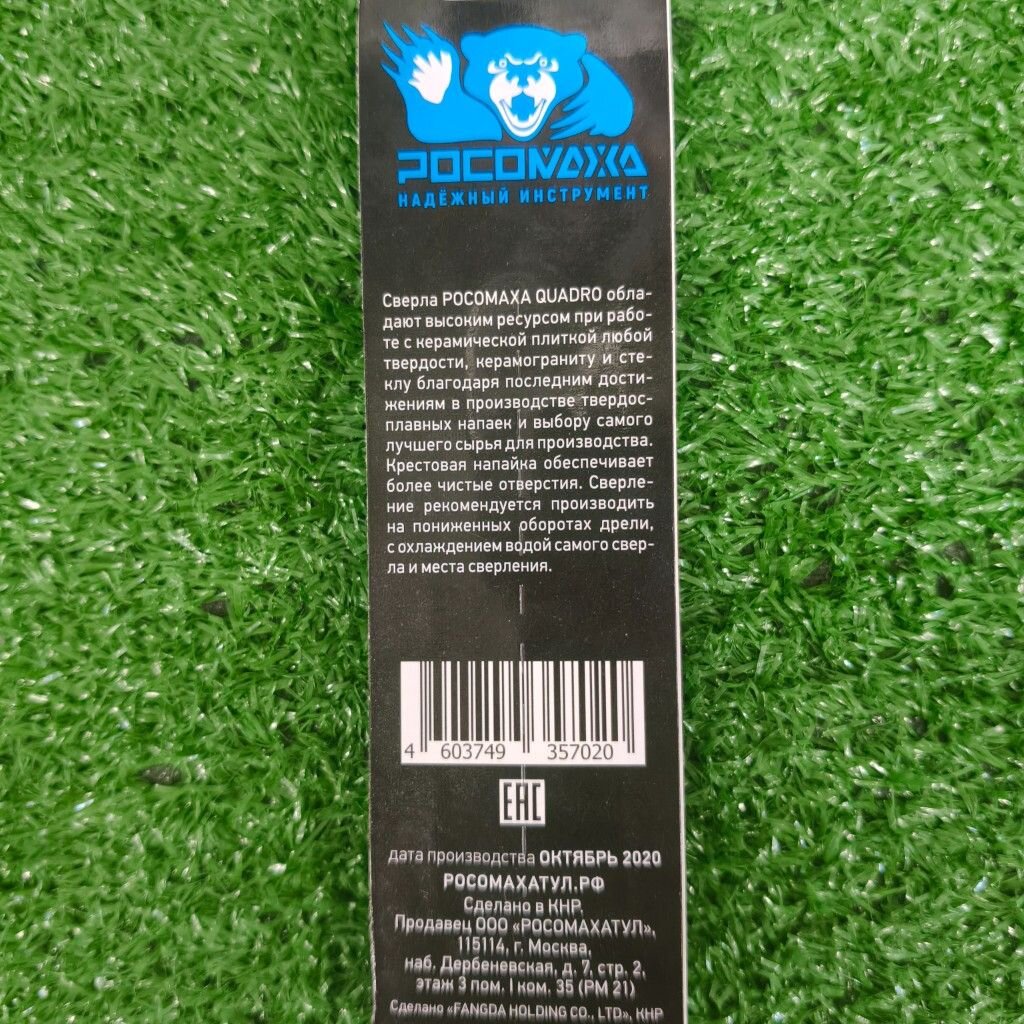 РОСОМАХА
НАДЁЖНЫЙ ИНСТРУМЕНТ
Сверла РОСОМАХА QUADRO обла-
дают высоким ресурсом при рабо-
те с керамической плиткой любой
твердости, керамограниту и сте-
клу благодаря последним дости-
жениям в производстве твердос-
плавных напаек и выбору самого
лучшего сырья для производства.
Крестовая напайка обеспечивает
более чистые отверстия. Сверле-
ние рекомендуется производить
на пониженных оборотах дрели,
с охлаждением водой самого свер-
ла и места сверления.
4 603749 357020
EAC
дата производства ОКТЯБРЬ 2020
РОСОМАХАТУЛ.РФ
Сделано в КНР.
Продавец ООО «РОСОМАХАТУЛ»,
115114, г. Москва,
наб. Дербеневская, д. 7, стр. 2,
этаж 3 пом. I ком. 35 (РМ 21)
Сделано «FANGDA HOLDING CO., LTD», КНР